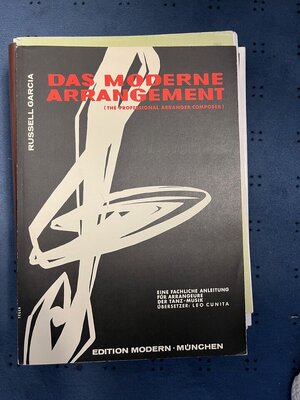 RUSSELL GARCIA
DAS MODERNE
ARRANGEMENT
(THE PROFESSIONAL ARRANGER COMPOSER)
EINE FACHLICHE ANLEITUNG
FÜR ARRANGEURE
DER TANZ-MUSIK
ÜBERSETZER: LEO CUNITA
EDITION MODERN · MÜNCHEN